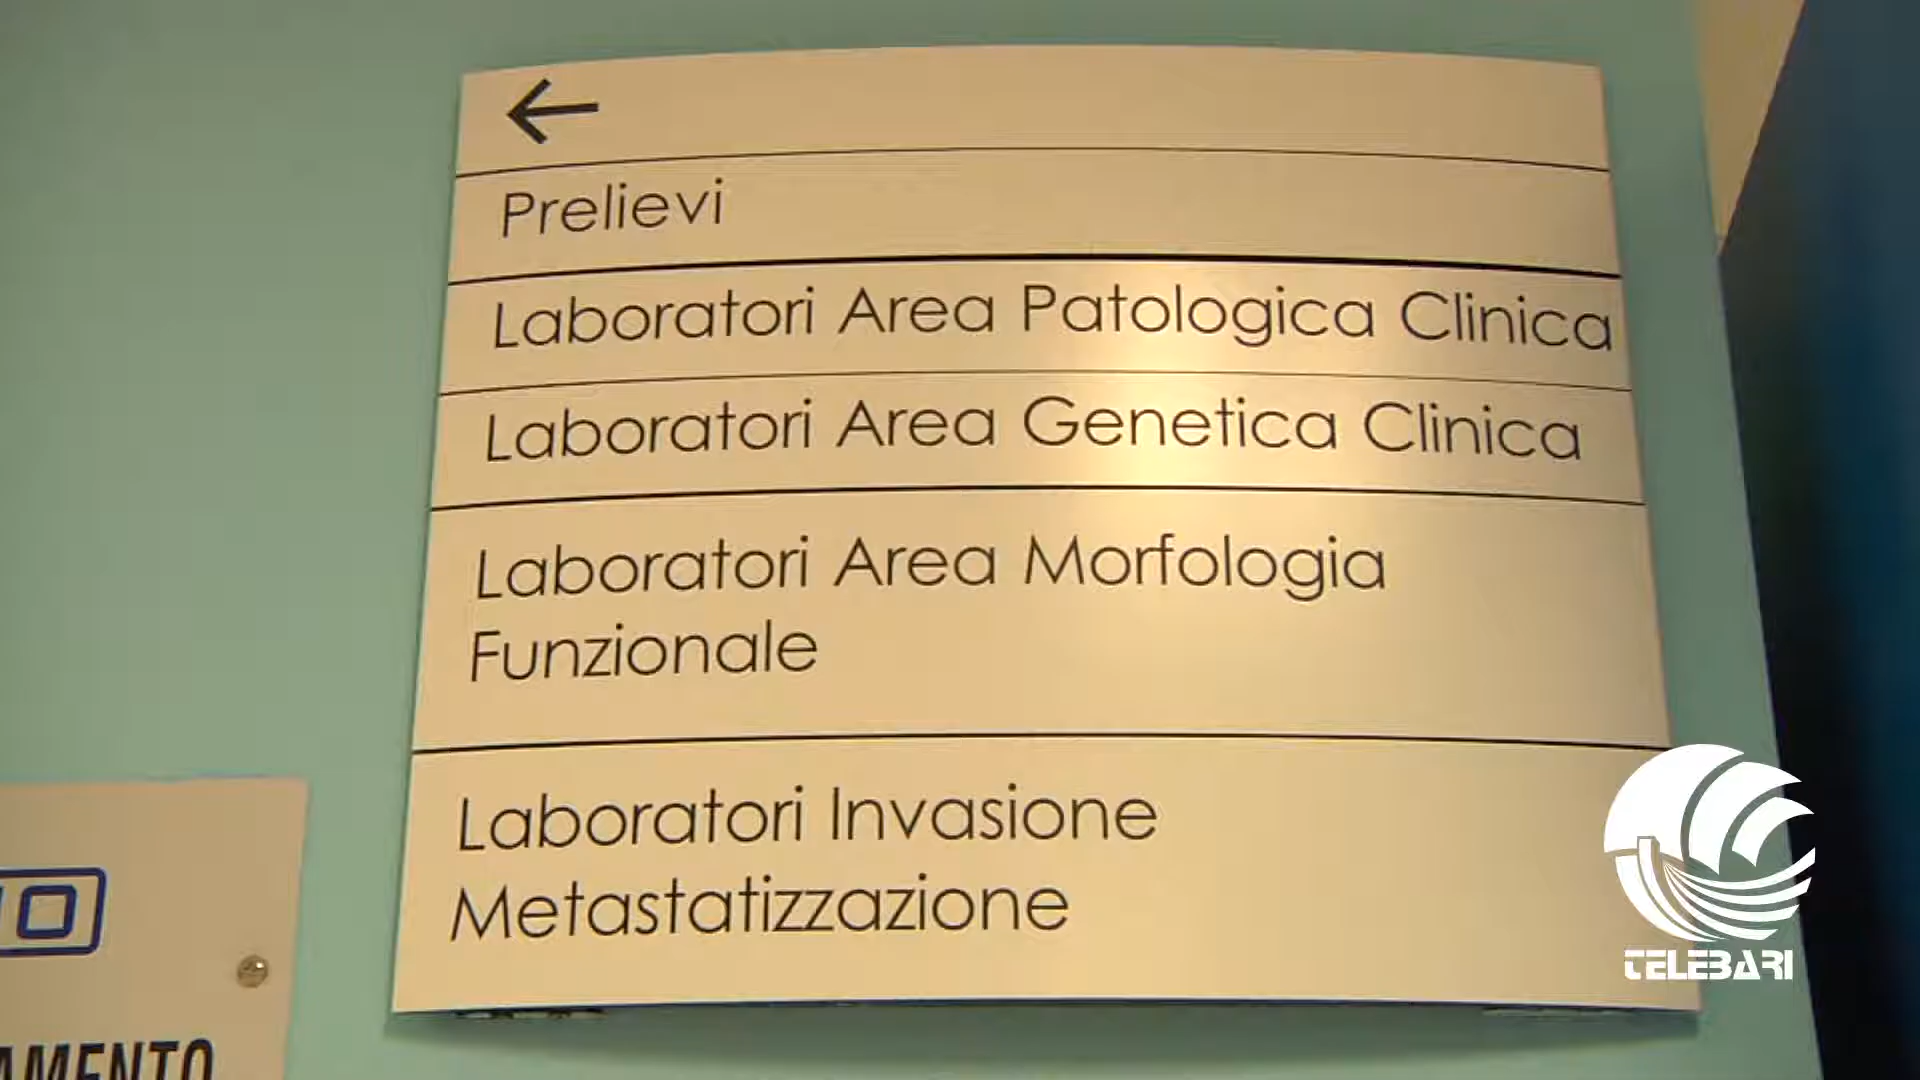 Prelievi
Laboratori Area Patologica Clinica
Laboratori Area Genetica Clinica
Laboratori Area Morfologia
Funzionale
Laboratori Invasione
Metastatizzazione
TELEBARI